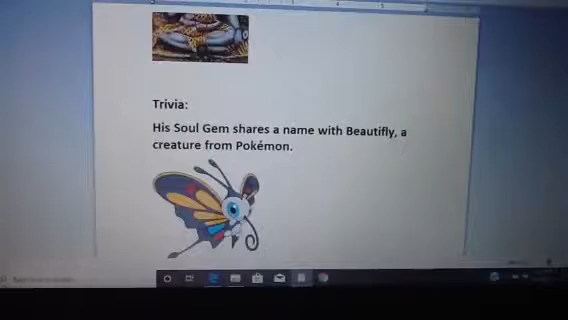 Trivia:
His Soul Gem shares a name with Beautifly, a
creature from Pokémon.